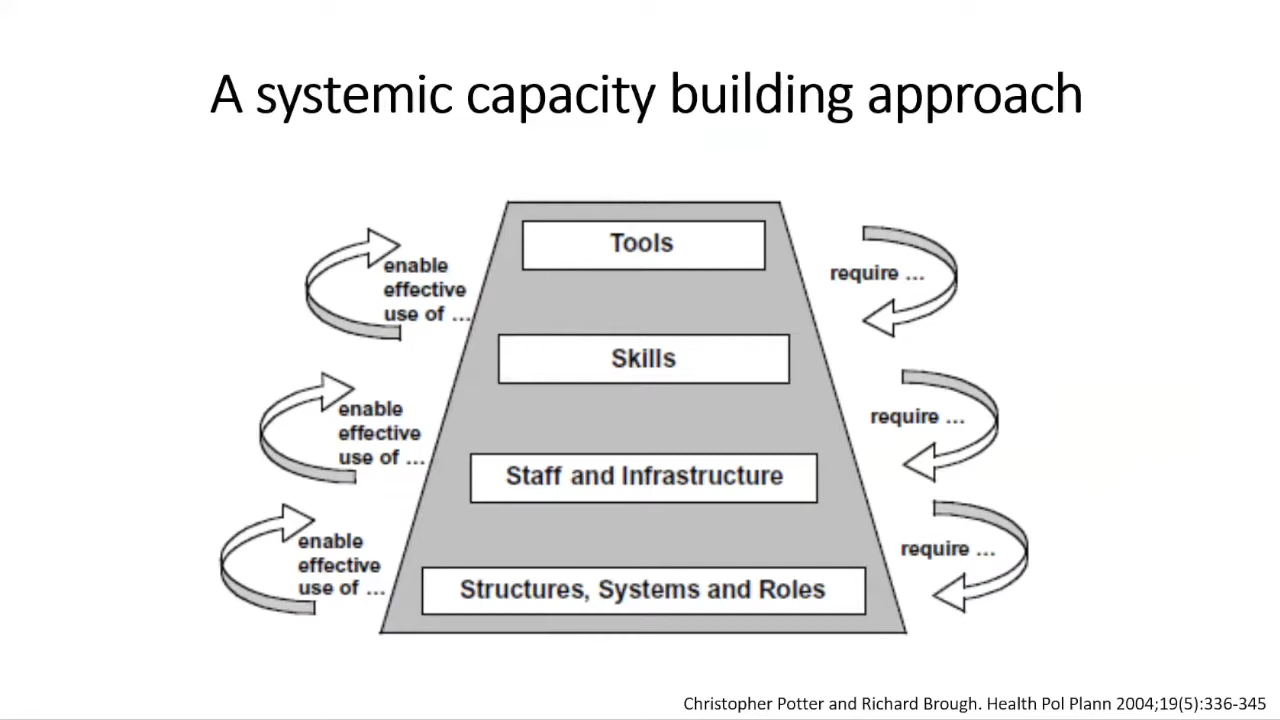 A systemic capacity building approach
Tools
enable
effective
use of ...
require ...
Skills
enable
effective
use of ...
require ...
Staff and Infrastructure
enable
effective
use of ...
require ...
Structures, Systems and Roles
Christopher Potter and Richard Brough. Health Pol Plann 2004;19(5):336-345